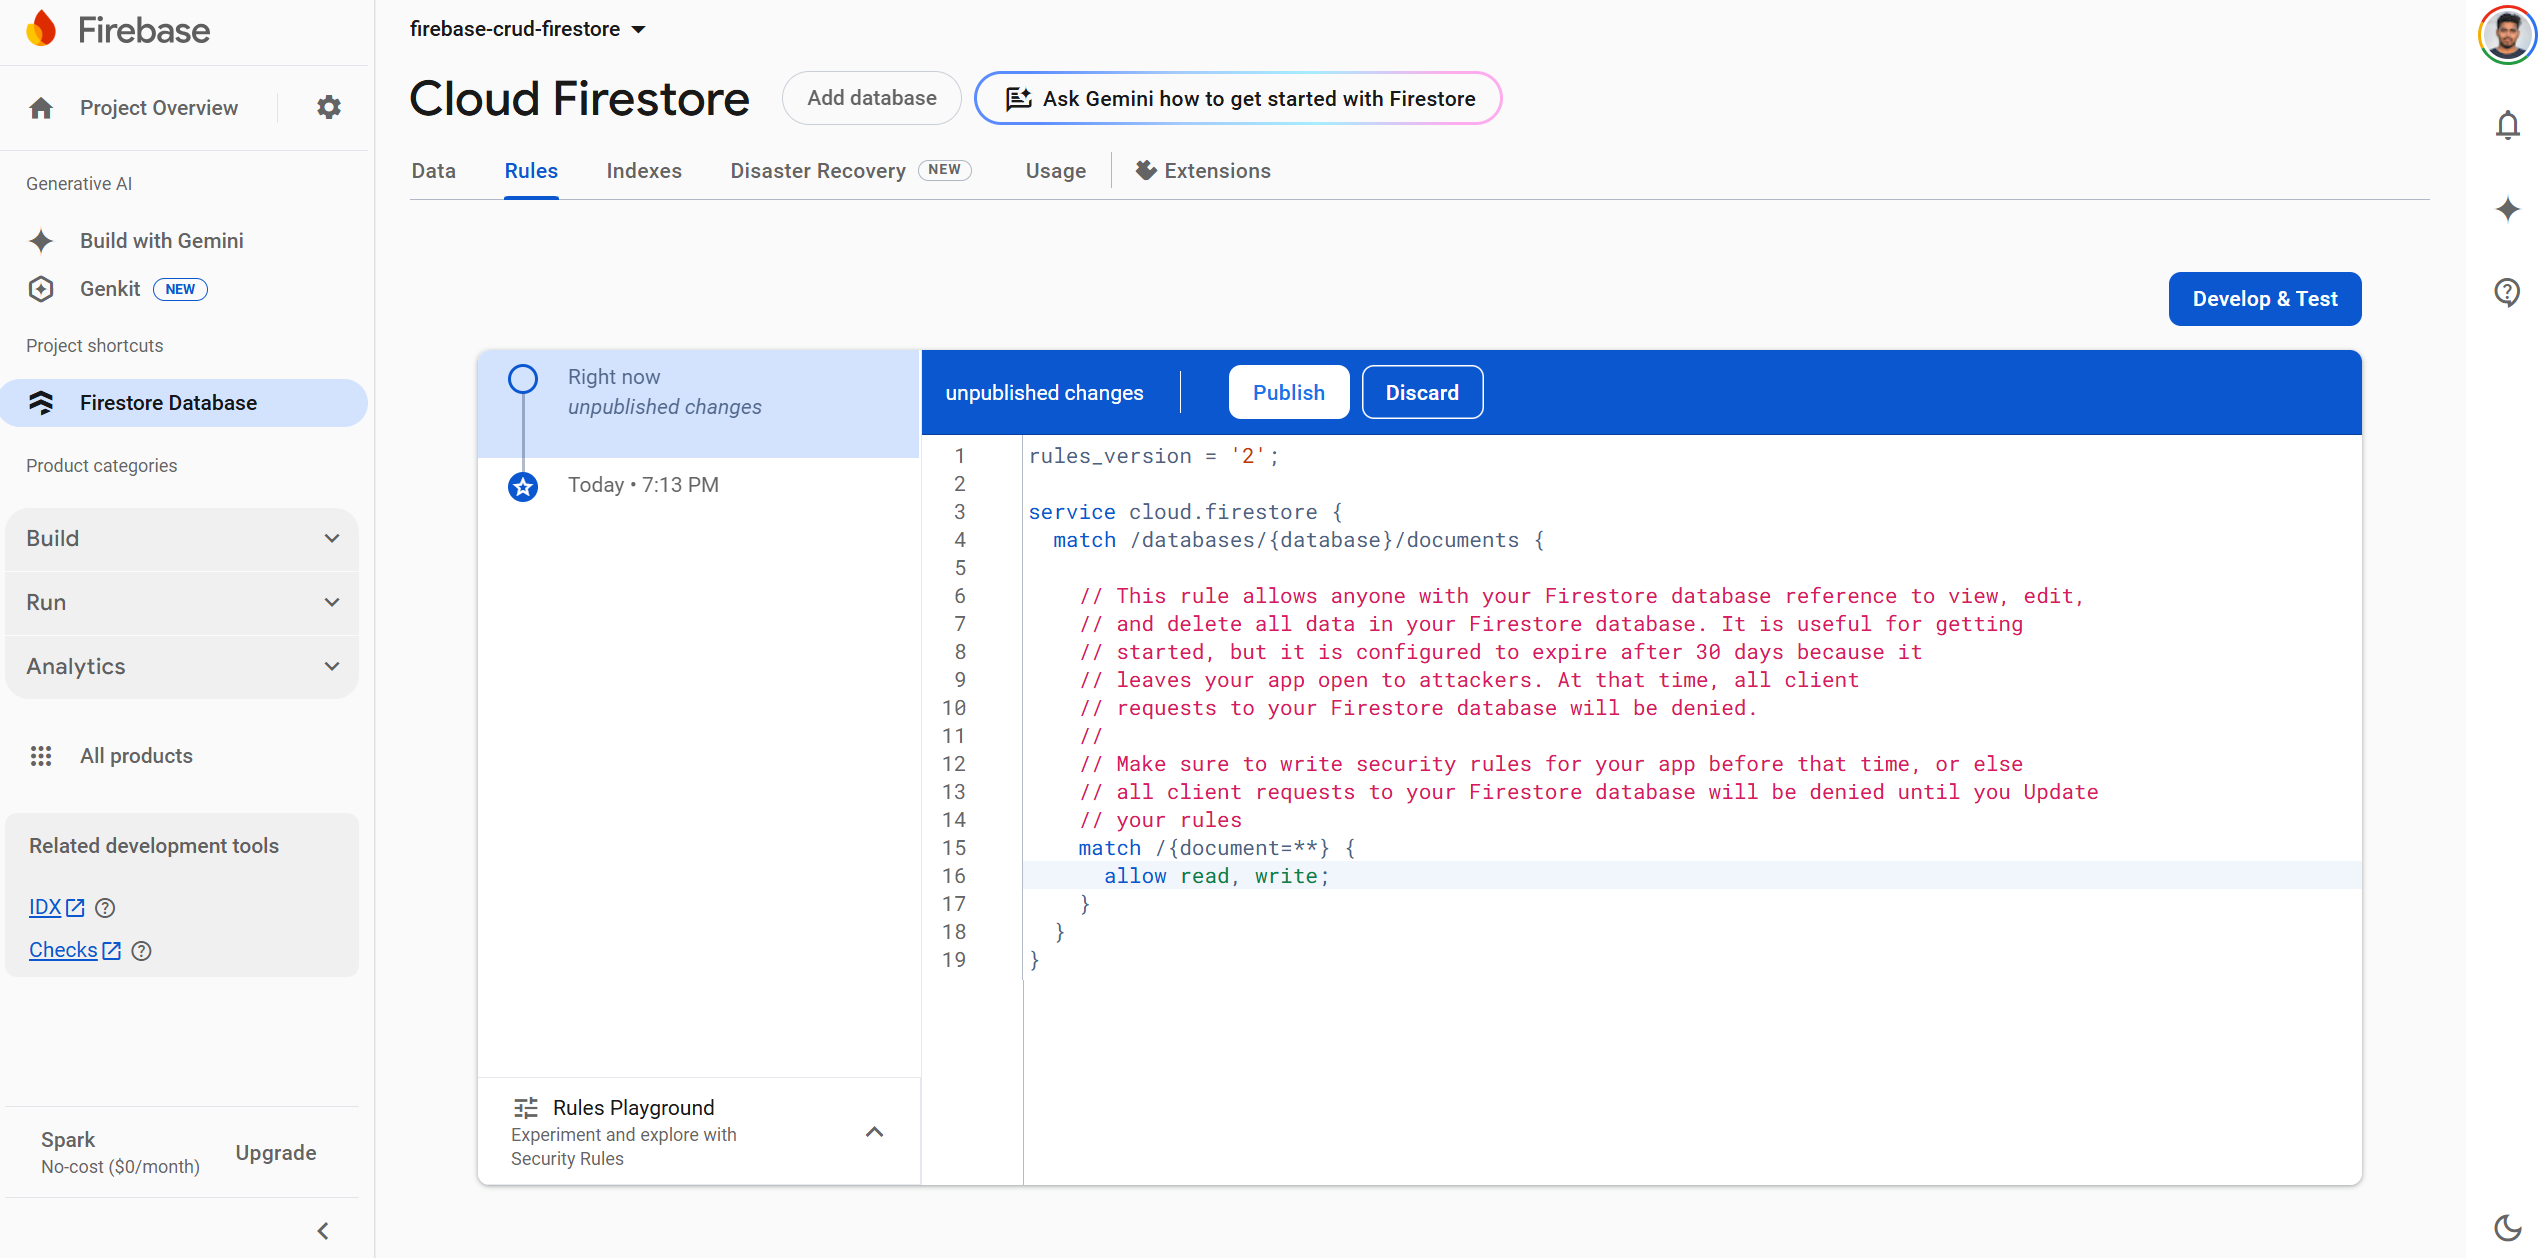 Firebase
Project Overview
Generative AI
Build with Gemini
Genkit NEW
Project shortcuts
Firestore Database
Product categories
Build
Run
Analytics
All products
Related development tools
IDX
Checks
Spark
No-cost ($0/month)
Upgrade
firebase-crud-firestore
Cloud Firestore
Add database
Ask Gemini how to get started with Firestore
Data Rules Indexes Disaster Recovery NEW Usage Extensions
Develop & Test
Right now
unpublished changes
Today • 7:13 PM
Rules Playground
Experiment and explore with
Security Rules
unpublished changes Publish Discard
1 rules_version = '2';
2
3 service cloud.firestore {
4 match /databases/{database}/documents {
5
6 // This rule allows anyone with your Firestore database reference to view, edit,
7 // and delete all data in your Firestore database. It is useful for getting
8 // started, but it is configured to expire after 30 days because it
9 // leaves your app open to attackers. At that time, all client
10 // requests to your Firestore database will be denied.
11 //
12 // Make sure to write security rules for your app before that time, or else
13 // all client requests to your Firestore database will be denied until you Update
14 // your rules
15 match /{document=**} {
16 allow read, write;
17 }
18 }
19 }